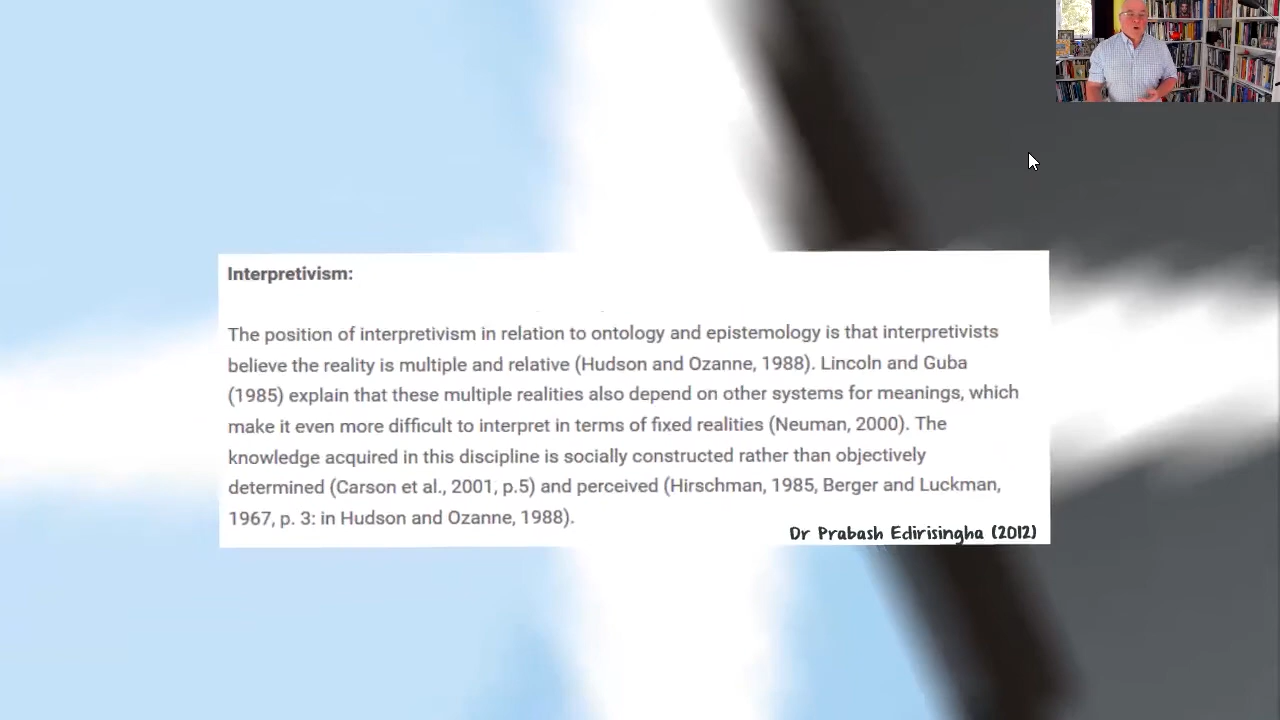 Interpretivism:
The position of interpretivism in relation to ontology and epistemology is that interpretivists
believe the reality is multiple and relative (Hudson and Ozanne, 1988). Lincoln and Guba
(1985) explain that these multiple realities also depend on other systems for meanings, which
make it even more difficult to interpret in terms of fixed realities (Neuman, 2000). The
knowledge acquired in this discipline is socially constructed rather than objectively
determined (Carson et al., 2001, p.5) and perceived (Hirschman, 1985, Berger and Luckman,
1967, p. 3: in Hudson and Ozanne, 1988).
Dr Prabash Edirisingha (2012)